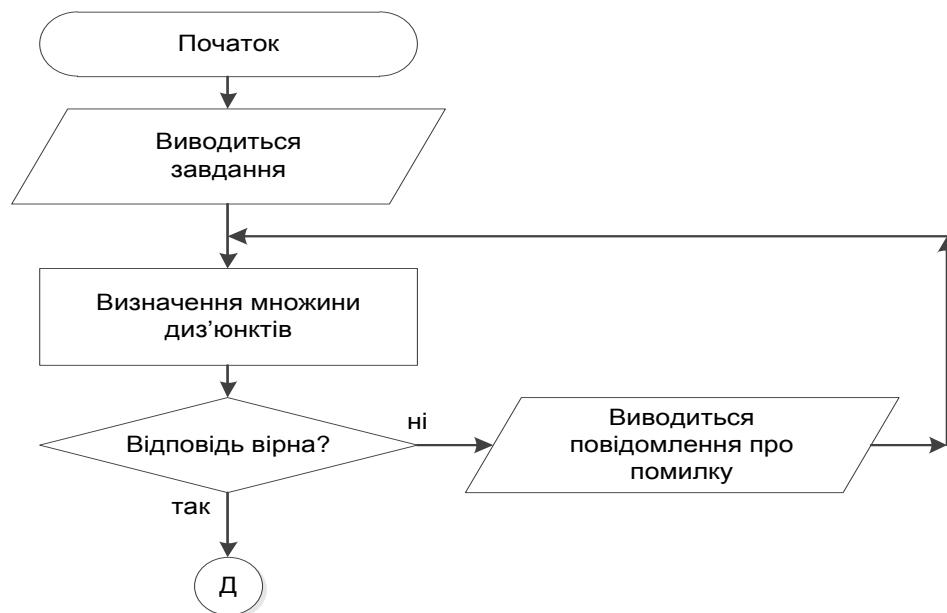 Початок
Виводиться
завдання
Визначення множини
диз’юнктів
Відповідь вірна?
ні
Виводиться
повідомлення про
помилку
так
Д